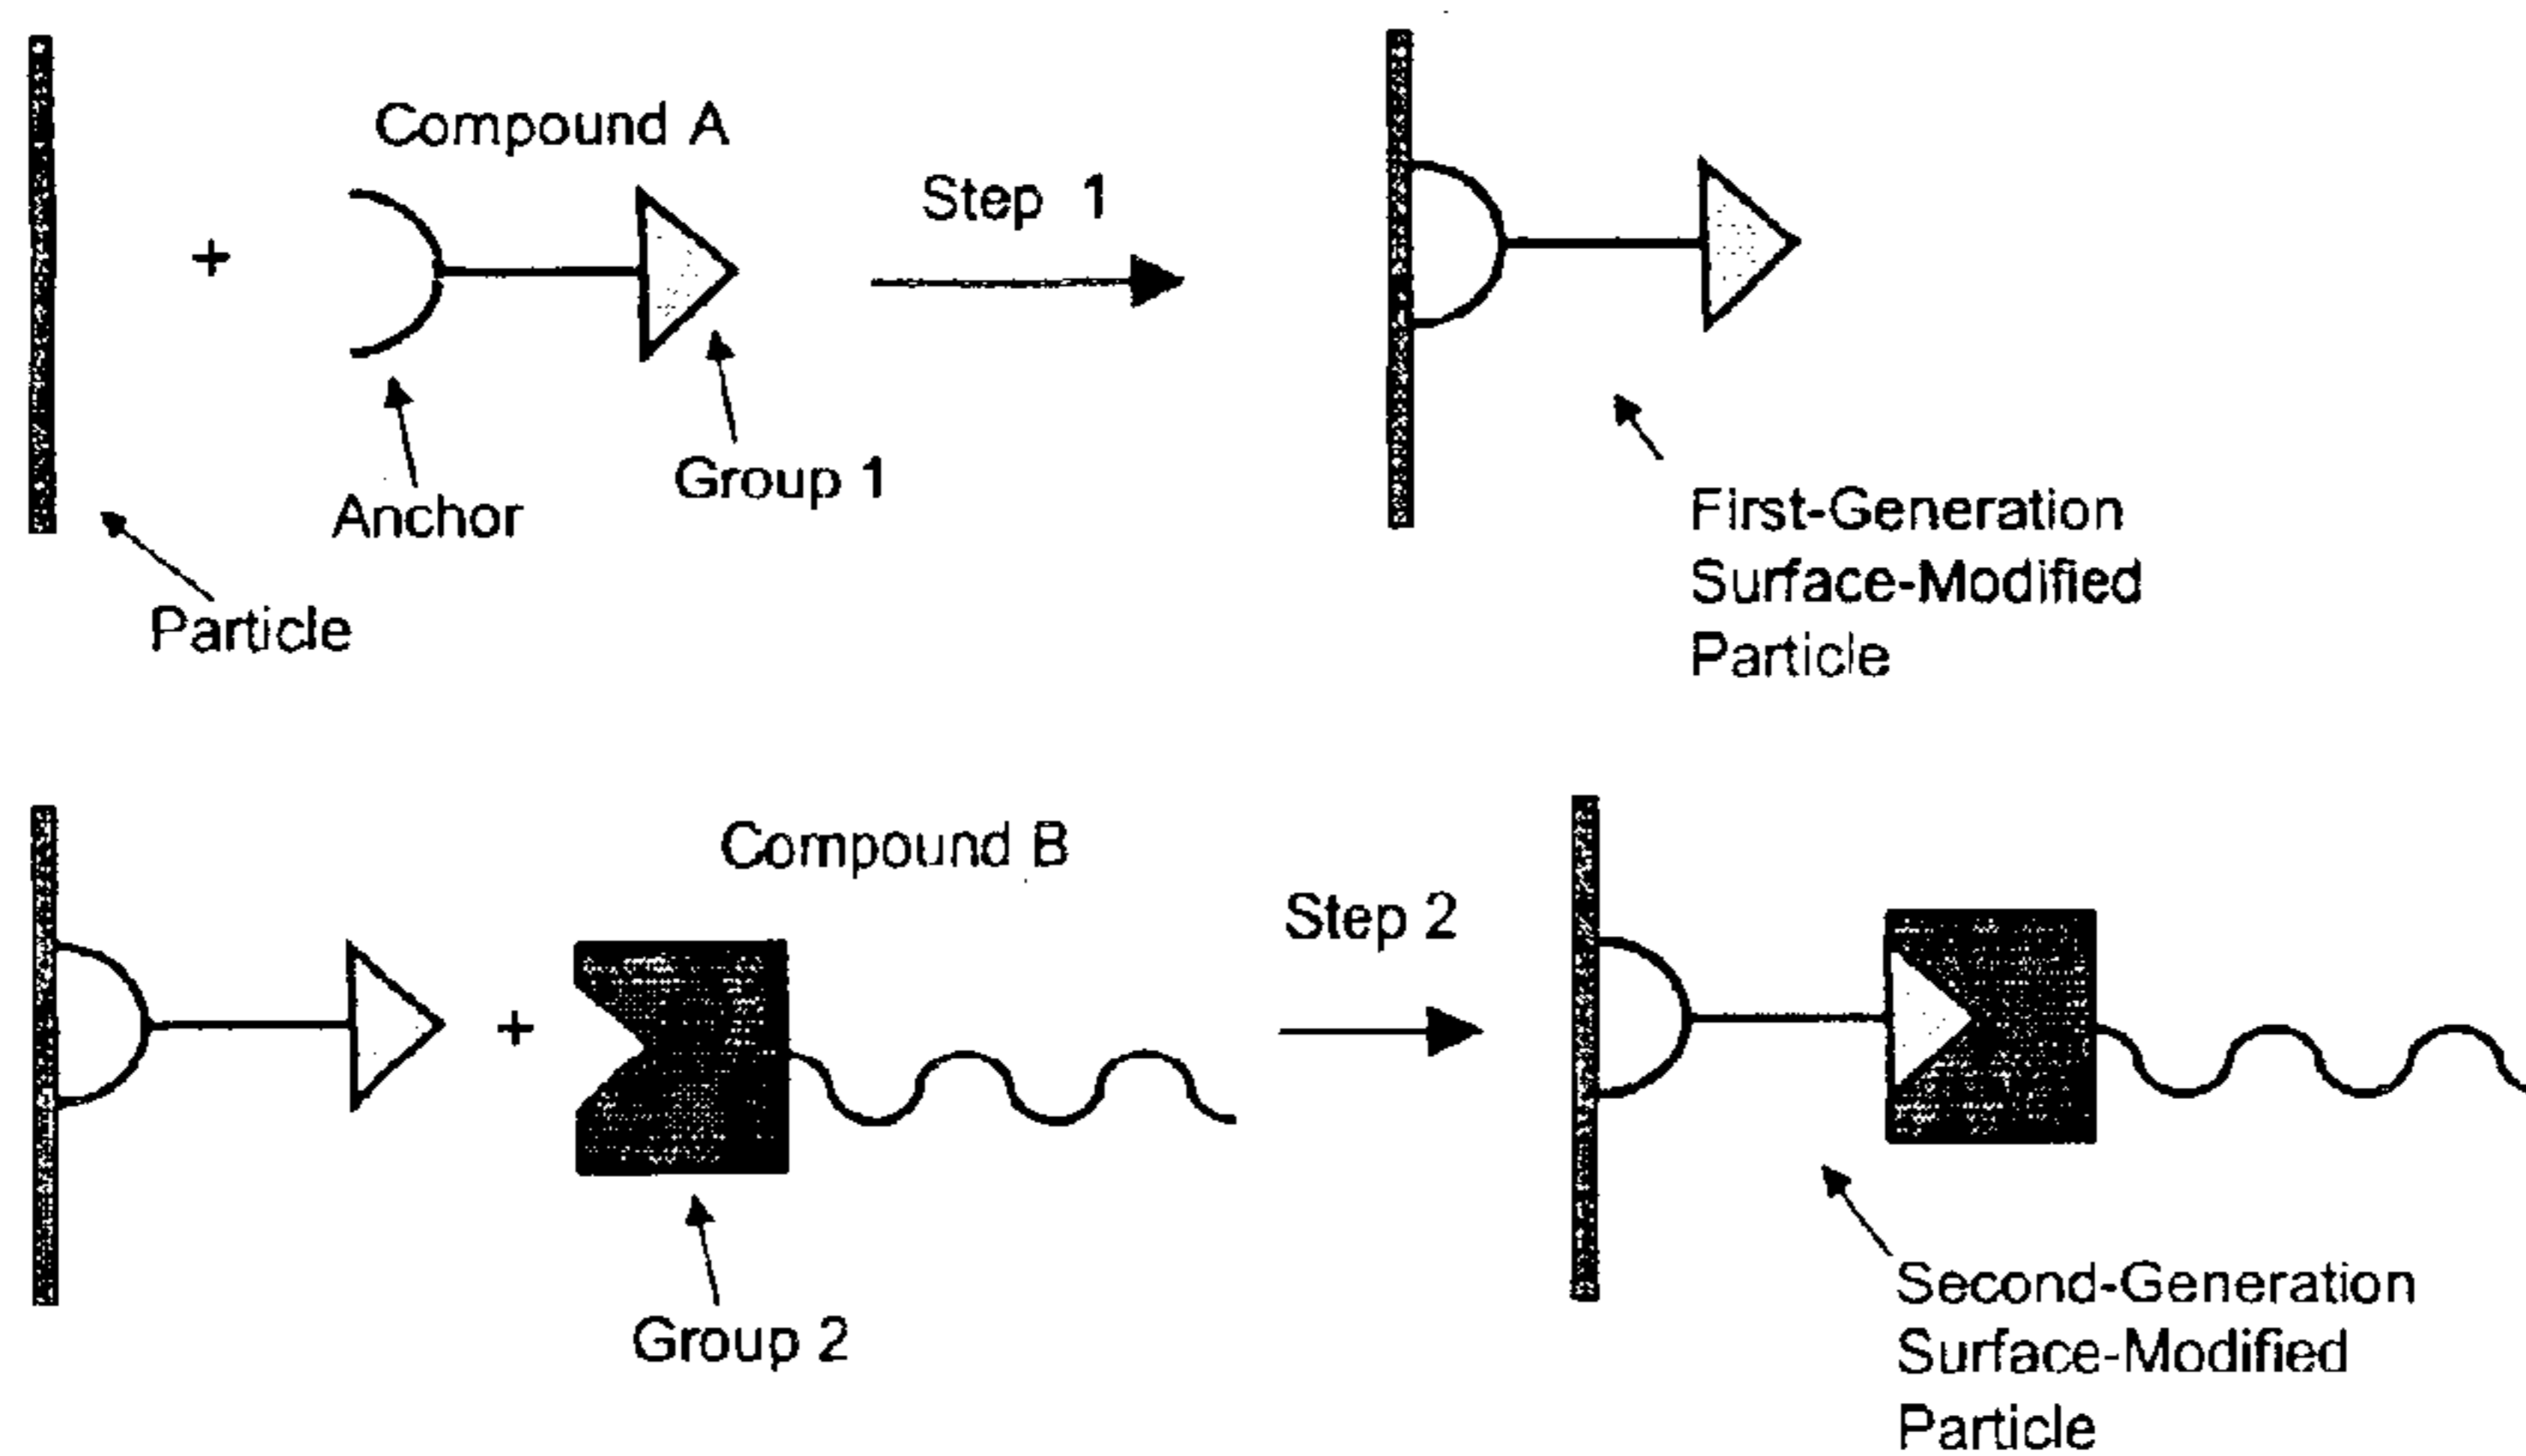 Compound A
+
Step 1
Group 1
Anchor
Particle
First-Generation
Surface-Modified
Particle
Compound B
+
Step 2
Group 2
Second-Generation
Surface-Modified
Particle